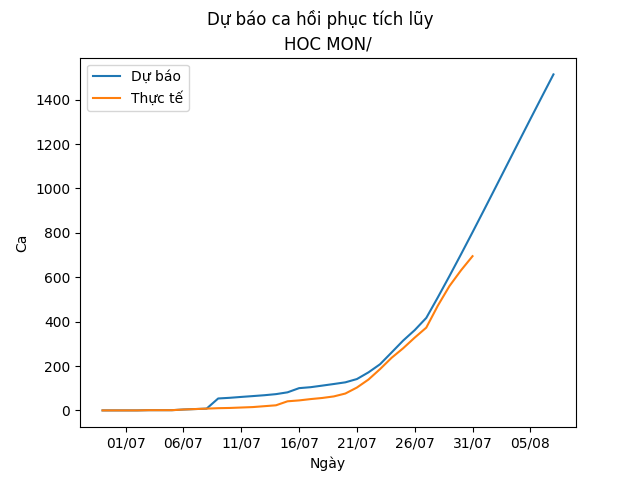 Dự báo ca hồi phục tích lũy
HOC MON/
Dự báo
Thực tế
1400
1200
1000
800
600
400
200
0
Ca
01/07 06/07 11/07 16/07 21/07 26/07 31/07 05/08
Ngày